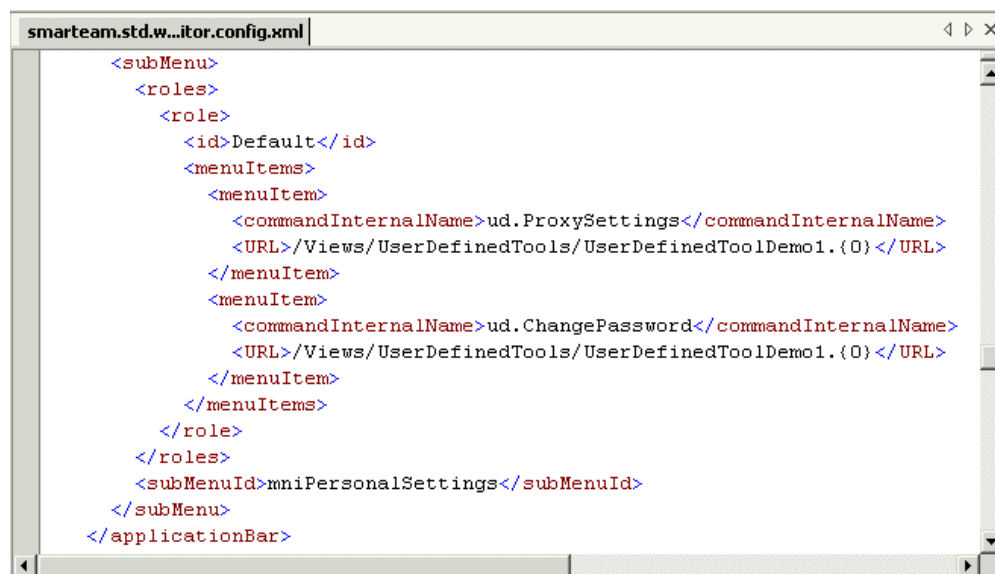 smarteam.std.w...itor.config.xml
<subMenu>
<roles>
<role>
<id>Default</id>
<menuItems>
<menuItem>
<commandInternalName>ud.ProxySettings</commandInternalName>
<URL>/Views/UserDefinedTools/UserDefinedToolDemo1.{0}</URL>
</menuItem>
<menuItem>
<commandInternalName>ud.ChangePassword</commandInternalName>
<URL>/Views/UserDefinedTools/UserDefinedToolDemo1.{0}</URL>
</menuItem>
</menuItems>
</role>
</roles>
<subMenuId>mniPersonalSettings</subMenuId>
</subMenu>
</applicationBar>